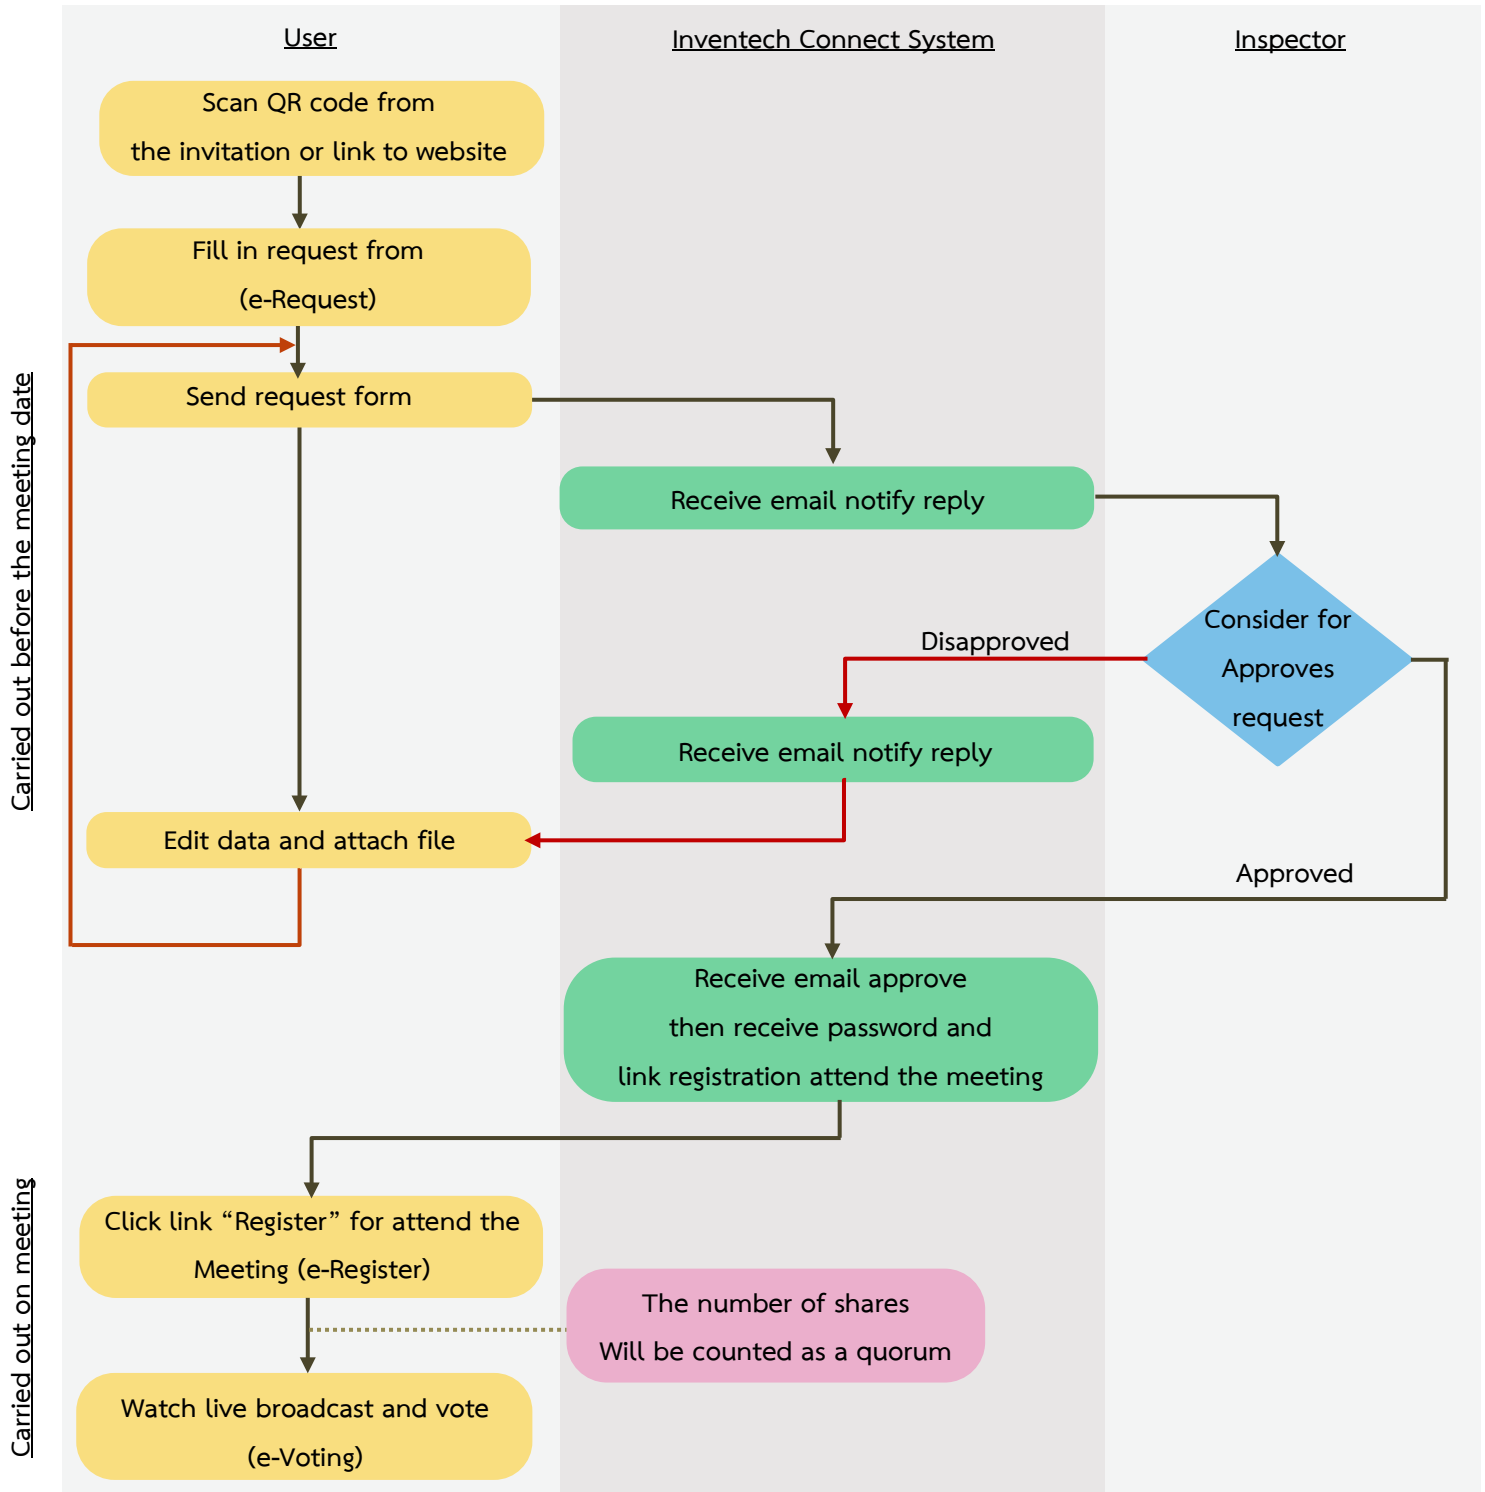 User
Inventech Connect System
Inspector
Scan QR code from
the invitation or link to website
Fill in request from
(e-Request)
Send request form
Receive email notify reply
Consider for
Approves
request
Disapproved
Receive email notify reply
Edit data and attach file
Approved
Receive email approve
then receive password and
link registration attend the meeting
Carried out before the meeting date
Click link “Register” for attend the
Meeting (e-Register)
The number of shares
Will be counted as a quorum
Watch live broadcast and vote
(e-Voting)
Carried out on meeting